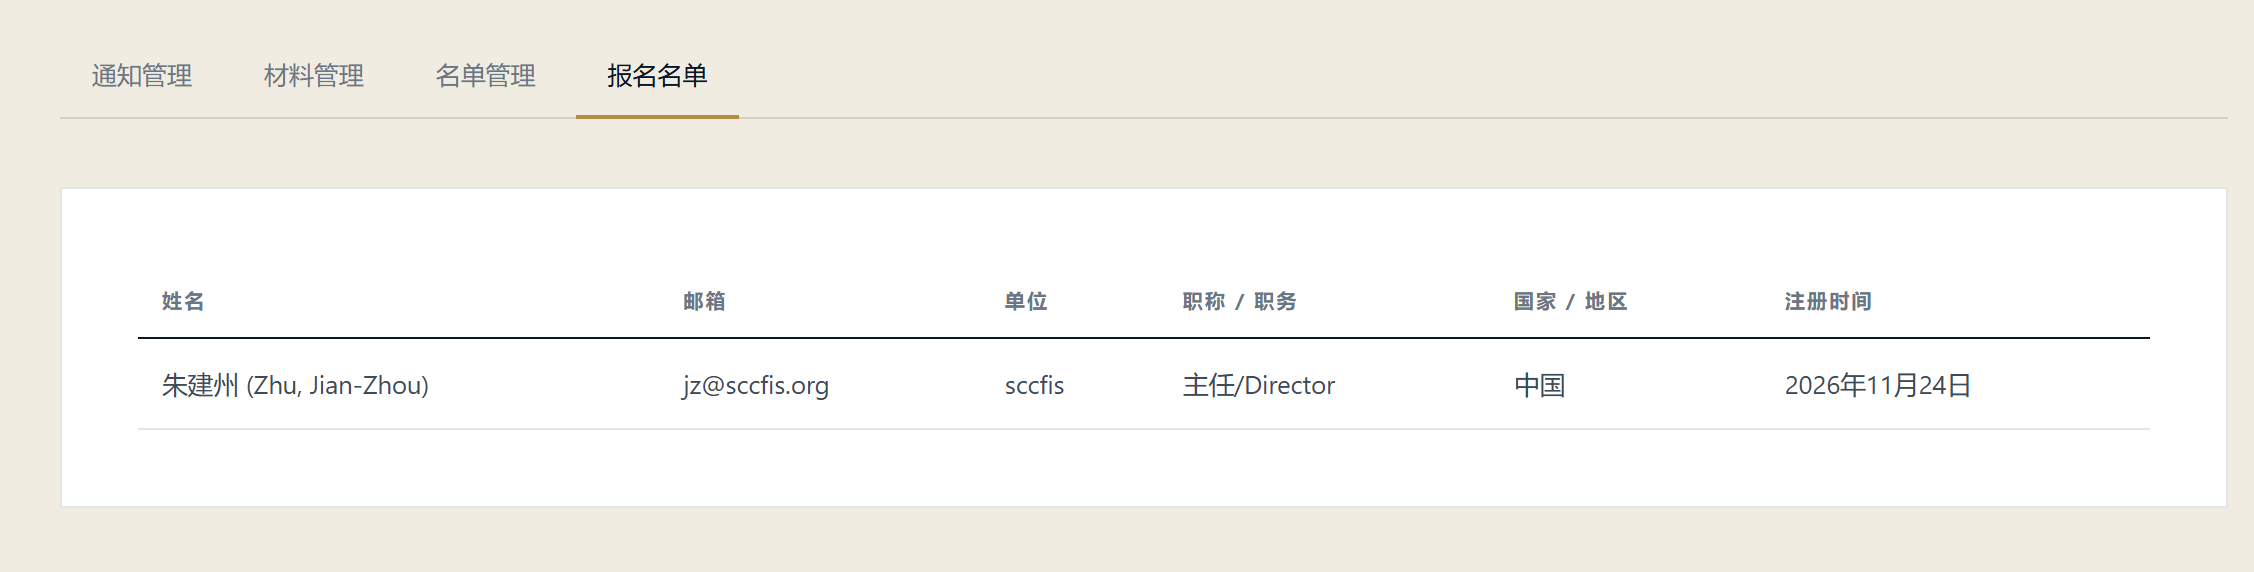 通知管理 材料管理 名单管理 报名名单
姓名 邮箱 单位 职称 / 职务 国家 / 地区 注册时间
朱建州 (Zhu, Jian-Zhou) jz@sccfis.org sccfis 主任/Director 中国 2026年11月24日